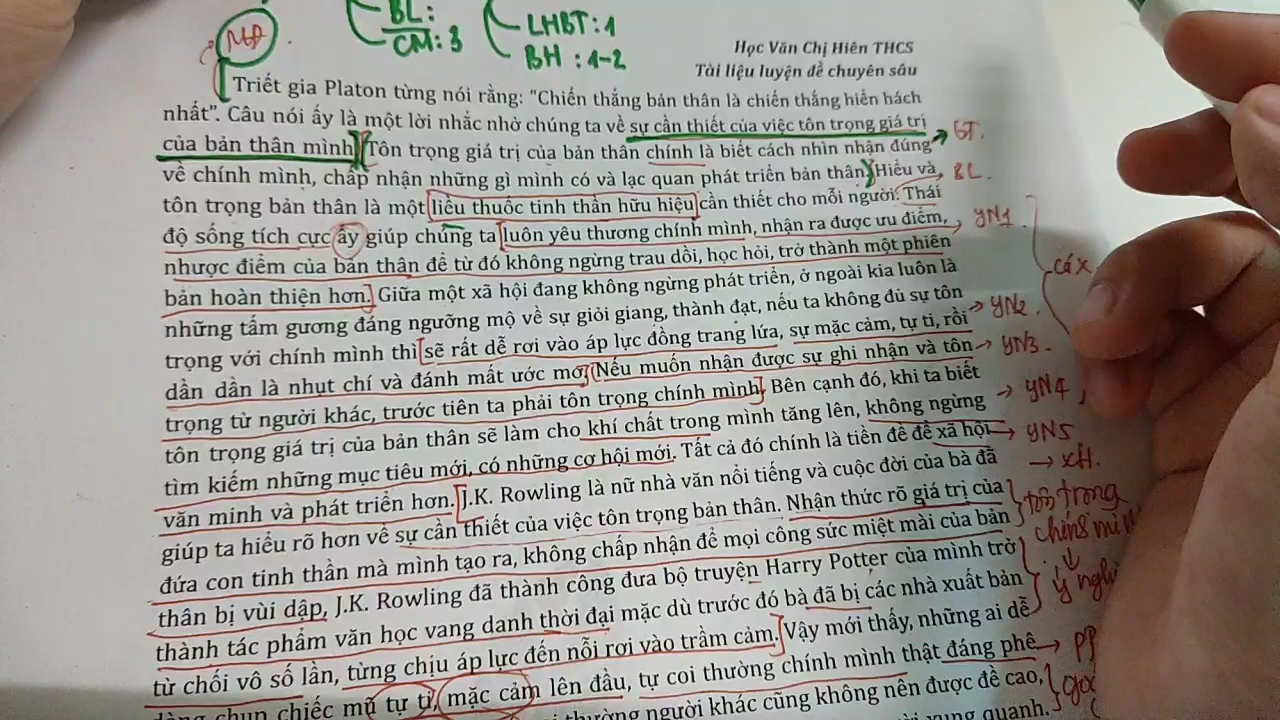 BL:
CM: 3
LHBT: 1
BH : 1-2
MĐ
Học Văn Chị Hiên THCS
Tài liệu luyện đề chuyên sâu
Triết gia Platon từng nói rằng: "Chiến thắng bản thân là chiến thắng hiển hách
nhất". Câu nói ấy là một lời nhắc nhở chúng ta về sự cần thiết của việc tôn trọng giá trị
GT.
của bản thân mình. Tôn trọng giá trị của bản thân chính là biết cách nhìn nhận đúng
về chính mình, chấp nhận những gì mình có và lạc quan phát triển bản thân. Hiểu và
BL.
tôn trọng bản thân là một liều thuốc tinh thần hữu hiệu cần thiết cho mỗi người. Thái
độ sống tích cực ấy giúp chúng ta luôn yêu thương chính mình, nhận ra được ưu điểm,
YN1.
nhược điểm của bản thân để từ đó không ngừng trau dồi, học hỏi, trở thành một phiên
cá x
bản hoàn thiện hơn. Giữa một xã hội đang không ngừng phát triển, ở ngoài kia luôn là
những tấm gương đáng ngưỡng mộ về sự giỏi giang, thành đạt, nếu ta không đủ sự tôn
YN2.
trọng với chính mình thì sẽ rất dễ rơi vào áp lực đồng trang lứa, sự mặc cảm, tự ti, rồi
dần dần là nhụt chí và đánh mất ước mơ. Nếu muốn nhận được sự ghi nhận và tôn
YN3.
trọng từ người khác, trước tiên ta phải tôn trọng chính mình. Bên cạnh đó, khi ta biết
YN4,
tôn trọng giá trị của bản thân sẽ làm cho khí chất trong mình tăng lên, không ngừng
tìm kiếm những mục tiêu mới, có những cơ hội mới. Tất cả đó chính là tiền đề để xã hội
YN5
văn minh và phát triển hơn. J.K. Rowling là nữ nhà văn nổi tiếng và cuộc đời của bà đã
XH.
giúp ta hiểu rõ hơn về sự cần thiết của việc tôn trọng bản thân. Nhận thức rõ giá trị của
tôn trọng
đứa con tinh thần mà mình tạo ra, không chấp nhận để mọi công sức miệt mài của bản
chính mình
thân bị vùi dập, J.K. Rowling đã thành công đưa bộ truyện Harry Potter của mình trở
ý nghĩ
thành tác phẩm văn học vang danh thời đại mặc dù trước đó bà đã bị các nhà xuất bản
từ chối vô số lần, từng chịu áp lực đến nỗi rơi vào trầm cảm. Vậy mới thấy, những ai dễ
dàng chụp chiếc mũ tự ti, mặc cảm lên đầu, tự coi thường chính mình thật đáng phê
PP
thường người khác cũng không nên được đề cao,
xung quanh.